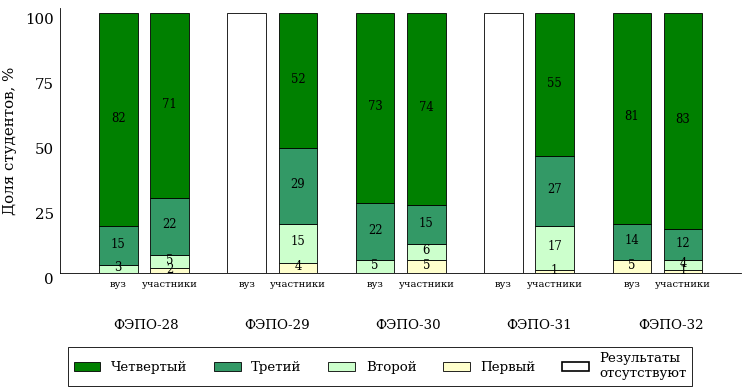 Доля студентов, %
100
75
50
25
0
82 71 52 73 74 55 81 83
15 22 29 22 15 27 14 12
3 5 15 5 6 17 5 4
2 4 5 1 1
вуз участники вуз участники вуз участники вуз участники вуз участники
ФЭПО-28 ФЭПО-29 ФЭПО-30 ФЭПО-31 ФЭПО-32
Четвертый Третий Второй Первый Результаты
отсутствуют